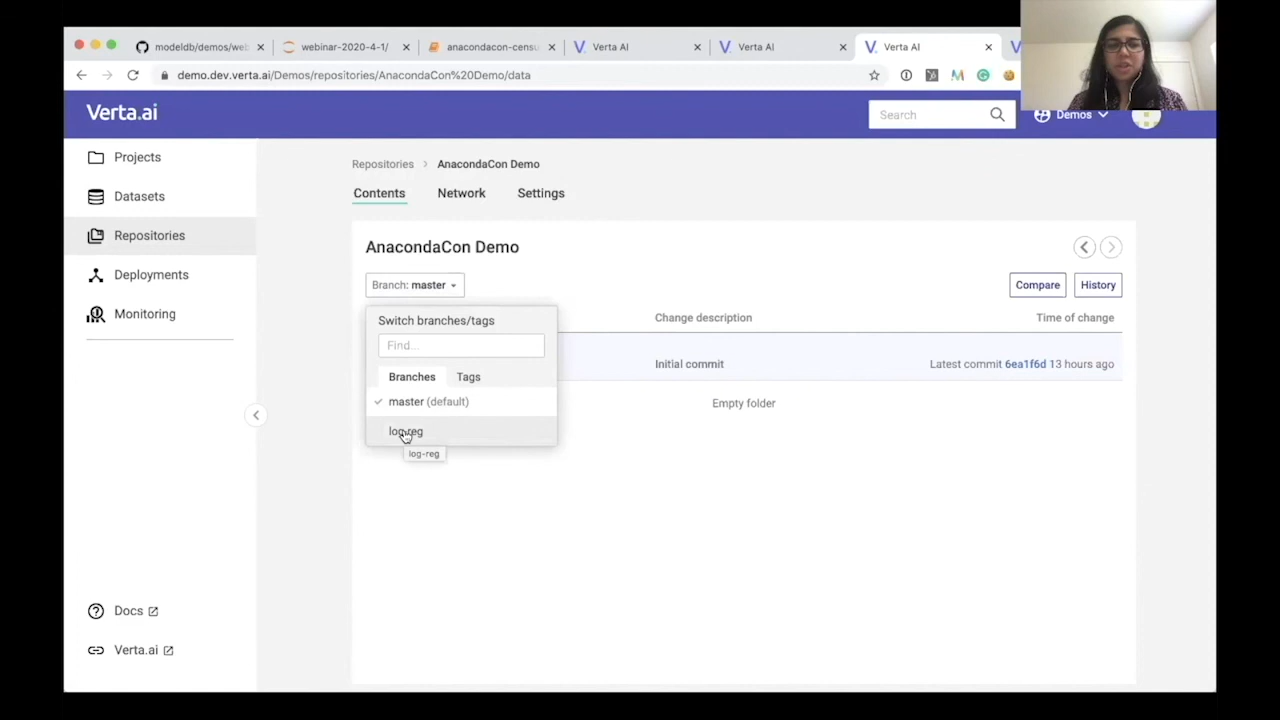 modeldb/demos/web
webinar-2020-4-1/
anacondacon-censu
Verta AI
Verta AI
Verta AI
demo.dev.verta.ai/Demos/repositories/AnacondaCon%20Demo/data
Verta.ai
Search
Demos
Projects
Datasets
Repositories
Deployments
Monitoring
Docs
Verta.ai
Repositories > AnacondaCon Demo
Contents Network Settings
AnacondaCon Demo
Branch: master
Compare History
Switch branches/tags
Change description Time of change
Find...
Initial commit Latest commit 6ea1f6d 13 hours ago
Branches Tags
master (default)
Empty folder
log-reg
log-reg